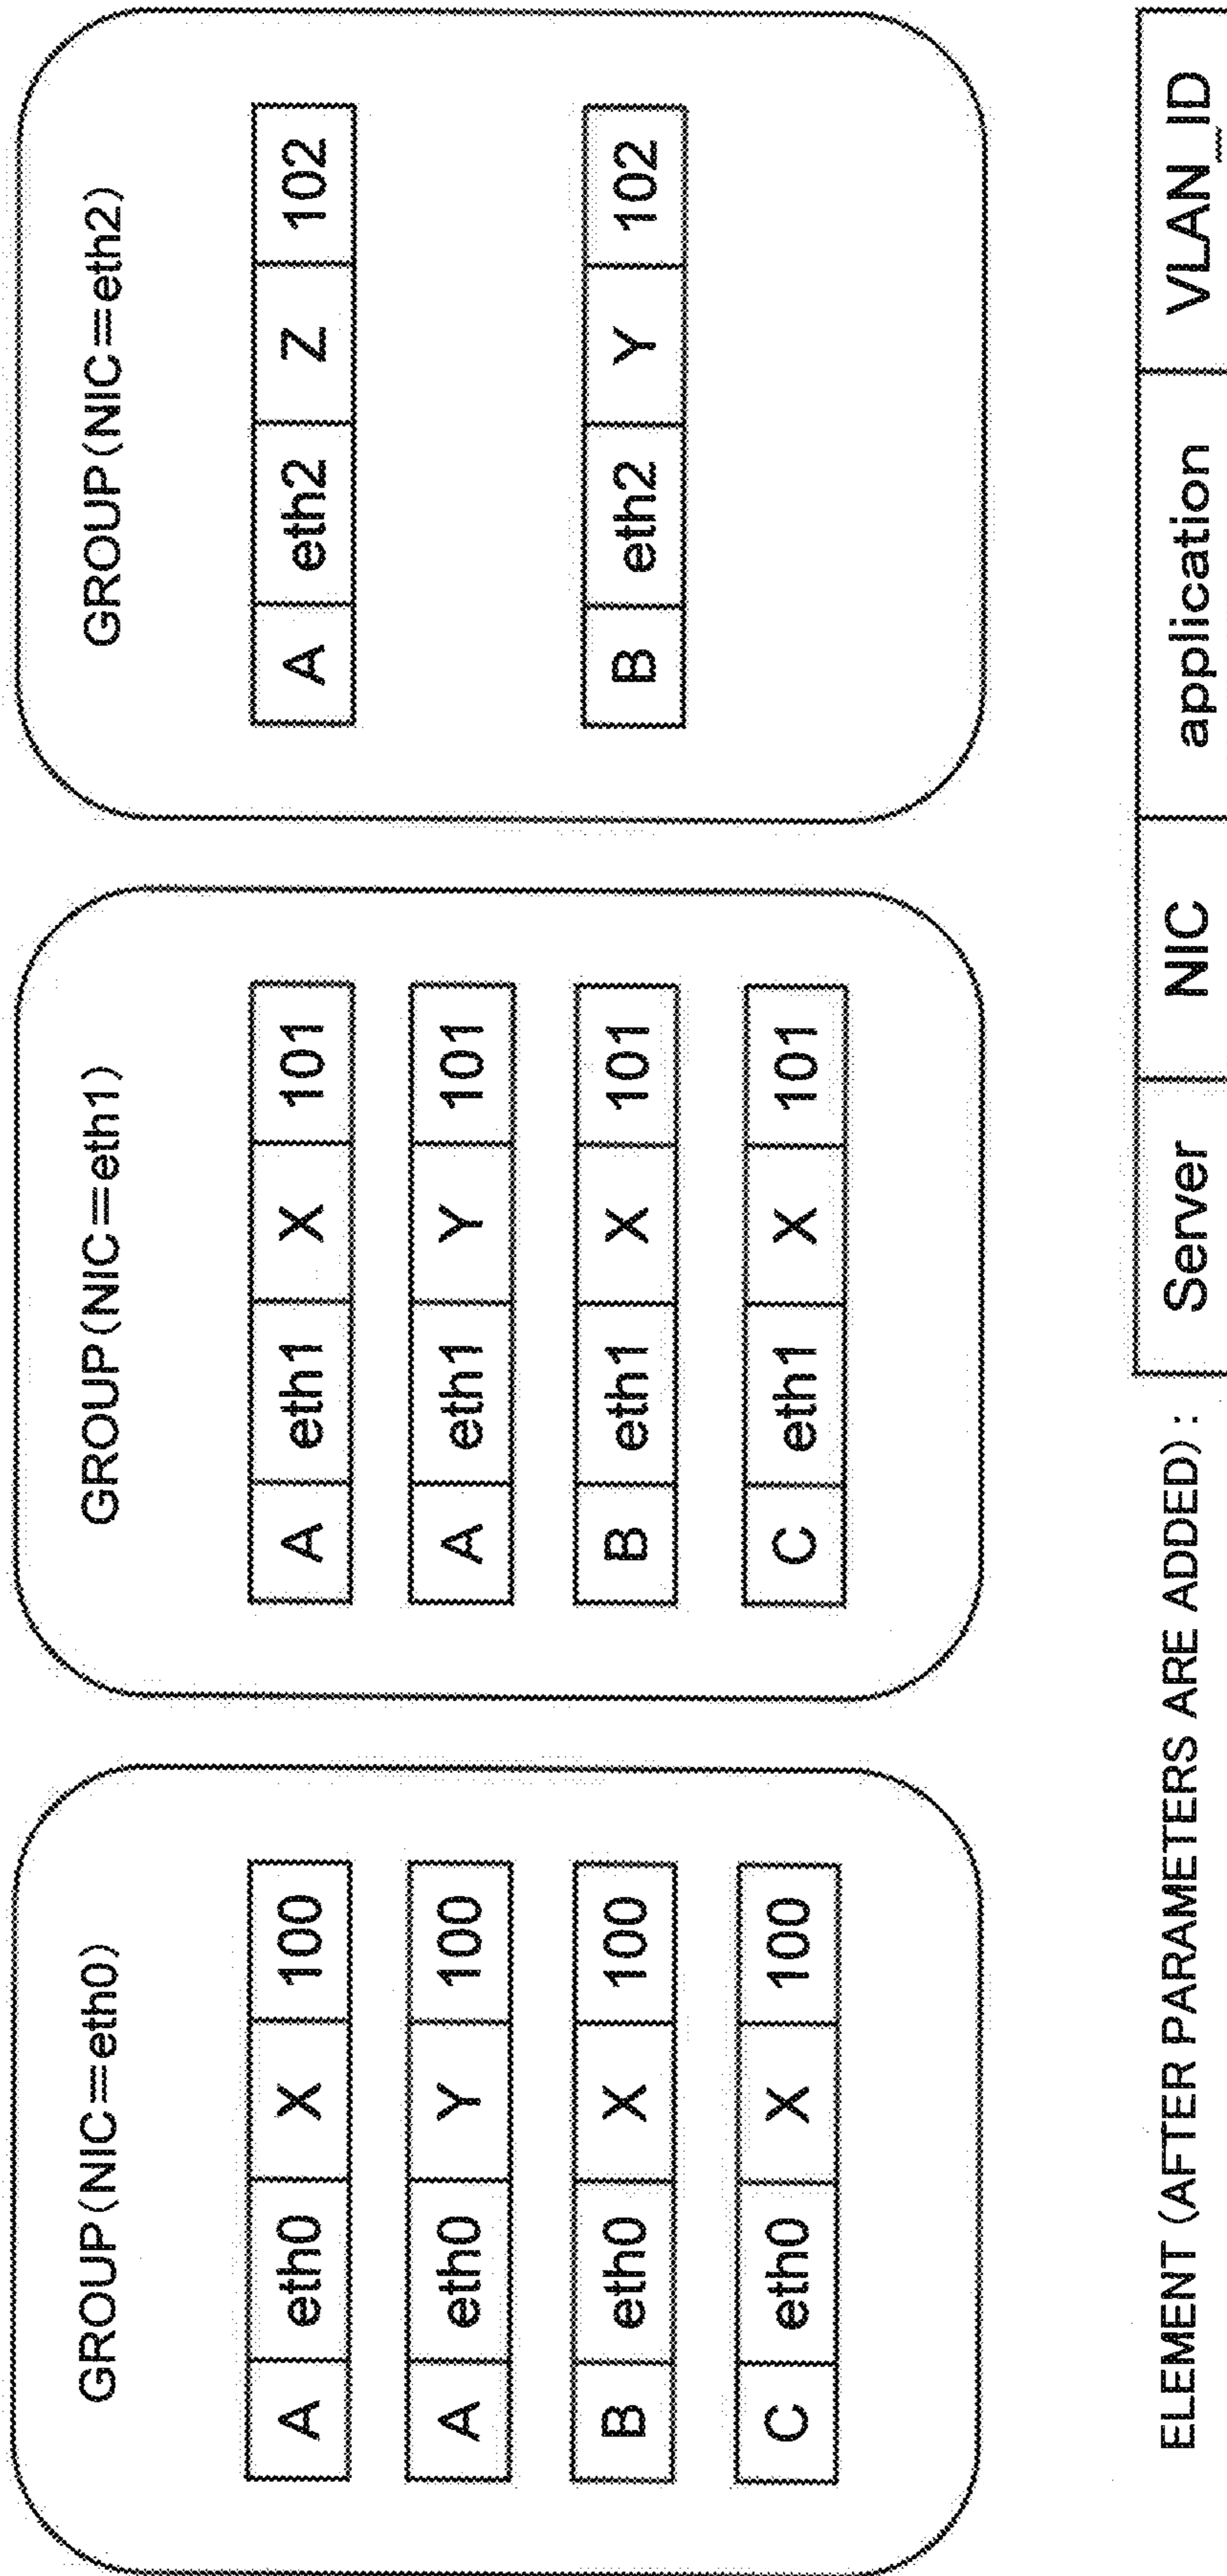 GROUP(NIC=eth0)
A eth0 X 100
A eth0 Y 100
B eth0 X 100
C eth0 X 100
GROUP(NIC=eth1)
A eth1 X 101
A eth1 Y 101
B eth1 X 101
C eth1 X 101
GROUP(NIC=eth2)
A eth2 Z 102
B eth2 Y 102
ELEMENT (AFTER PARAMETERS ARE ADDED) : Server NIC application VLAN_ID